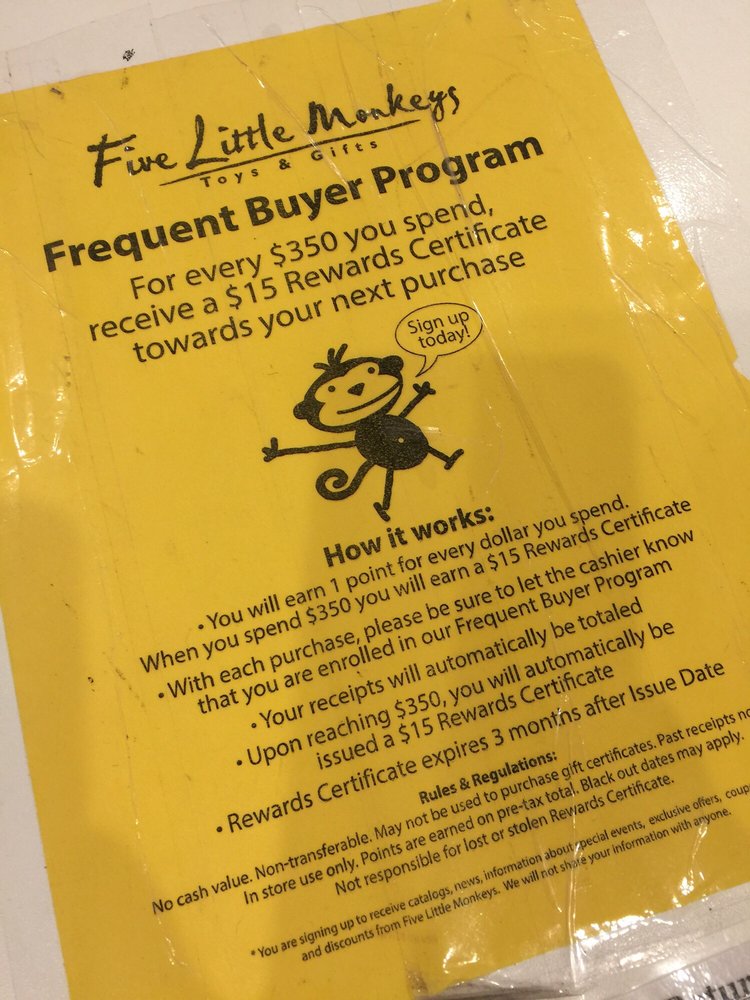 Five Little Monkeys
Toys & Gifts
Frequent Buyer Program
For every $350 you spend,
receive a $15 Rewards Certificate
towards your next purchase
Sign up
today!
How it works:
• You will earn 1 point for every dollar you spend.
When you spend $350 you will earn a $15 Rewards Certificate
• With each purchase, please be sure to let the cashier know
that you are enrolled in our Frequent Buyer Program
• Your receipts will automatically be totaled
• Upon reaching $350, you will automatically be
issued a $15 Rewards Certificate
• Rewards Certificate expires 3 months after Issue Date
Rules & Regulations:
No cash value. Non-transferable. May not be used to purchase gift certificates. Past receipts
In store use only. Points are earned on pre-tax total. Black out dates may apply.
Not responsible for lost or stolen Rewards Certificate.
* You are signing up to receive catalogs, news, information about special events, exclusive offers,
and discounts from Five Little Monkeys. We will not share your information with anyone.